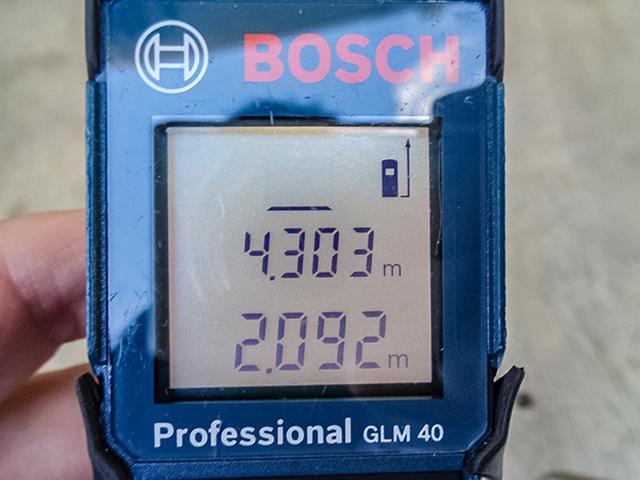 BOSCH
4.303 m
2.092 m
Professional GLM 40